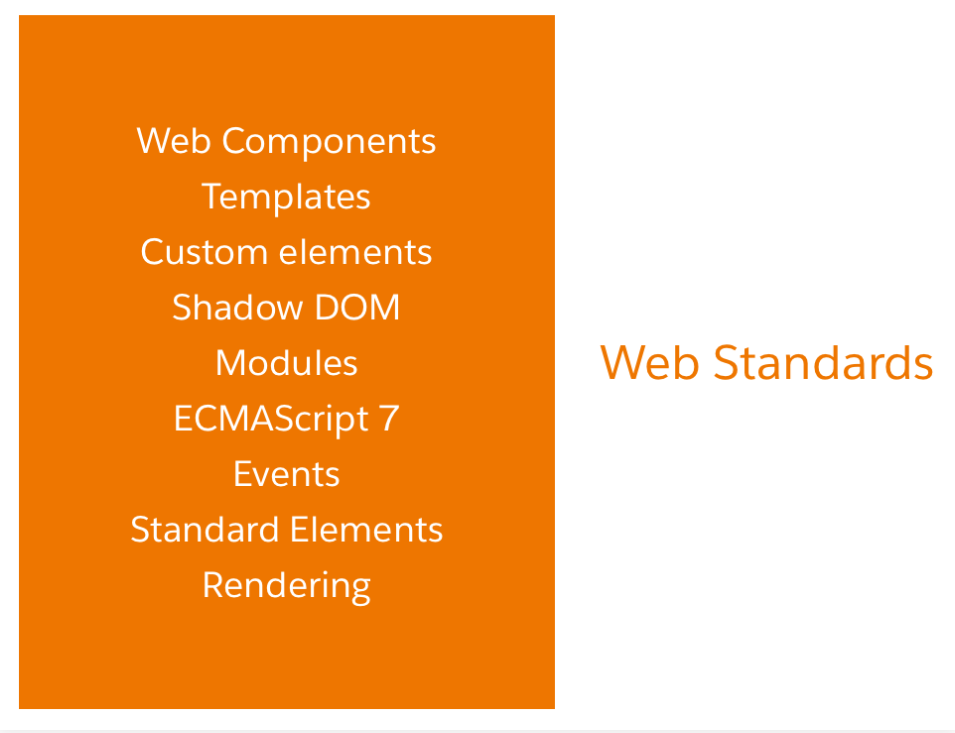 Web Components
Templates
Custom elements
Shadow DOM
Modules
ECMAScript 7
Events
Standard Elements
Rendering
Web Standards